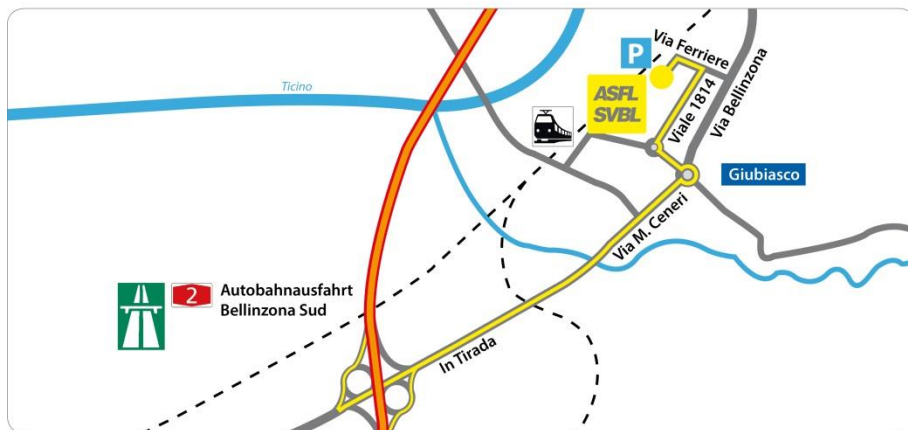 Ticino
P
Via Ferriere
ASFL
SVBL
Viale 1814
Via Bellinzona
Giubiasco
Via M. Ceneri
2
Autobahnausfahrt
Bellinzona Sud
In Tirada